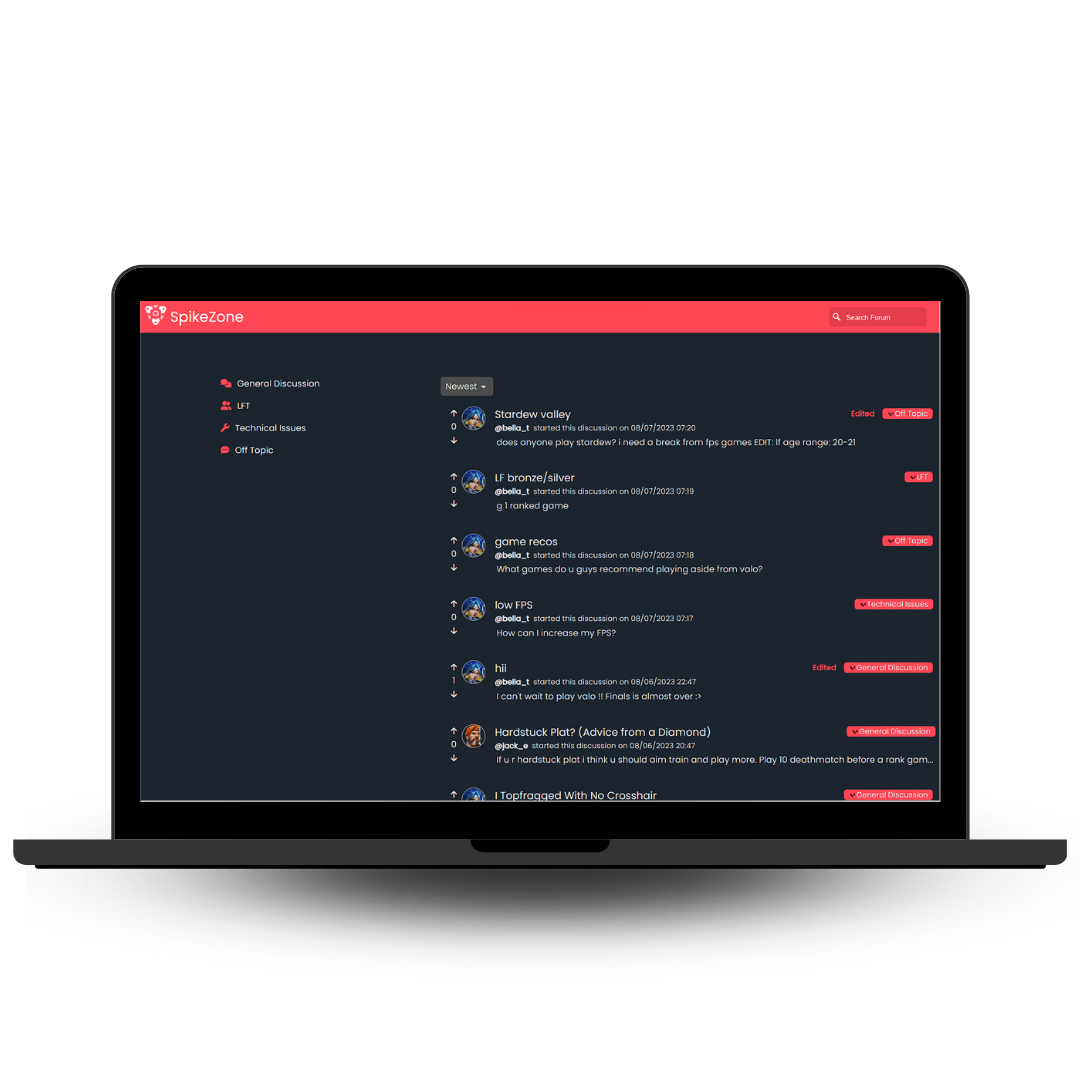 SpikeZone
Search Forum
General Discussion
LFT
Technical Issues
Off Topic
Newest
Stardew valley
Edited
Off Topic
0
@bella_t started this discussion on 08/07/2023 07:20
does anyone play stardew? i need a break from fps games EDIT: lf age range: 20-21
LF bronze/silver
LFT
0
@bella_t started this discussion on 08/07/2023 07:19
g 1 ranked game
game recos
Off Topic
0
@bella_t started this discussion on 08/07/2023 07:18
What games do u guys recommend playing aside from valo?
low FPS
Technical Issues
0
@bella_t started this discussion on 08/07/2023 07:17
How can I increase my FPS?
hii
Edited
General Discussion
1
@bella_t started this discussion on 08/06/2023 22:47
I can't wait to play valo !! Finals is almost over :>
Hardstuck Plat? (Advice from a Diamond)
General Discussion
0
@jack_e started this discussion on 08/06/2023 20:47
If u r hardstuck plat i think u should aim train and play more. Play 10 deathmatch before a rank gam...
I Topfragged With No Crosshair
General Discussion